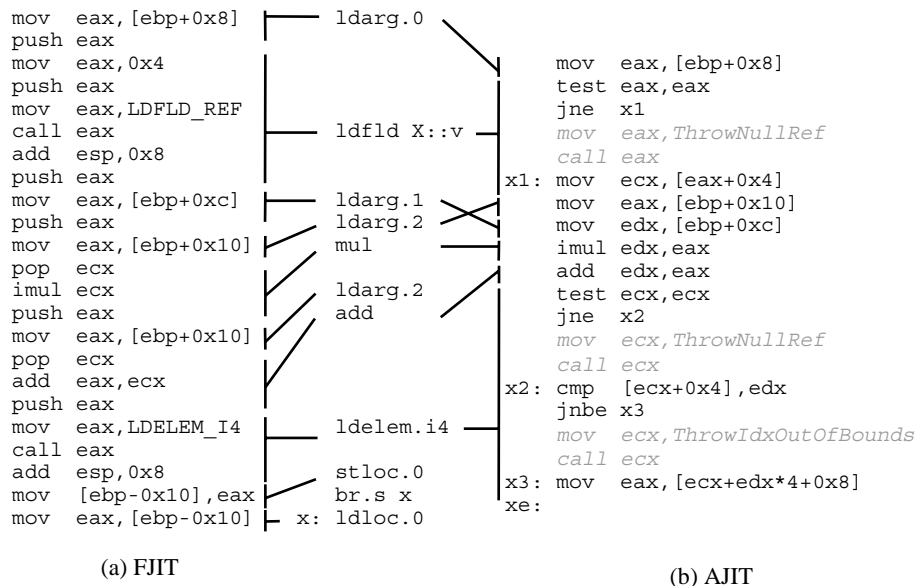 mov eax,[ebp+0x8]
push eax
mov eax,0x4
push eax
mov eax,LDFLD_REF
call eax
add esp,0x8
push eax
mov eax,[ebp+0xc]
push eax
mov eax,[ebp+0x10]
pop ecx
imul ecx
push eax
mov eax,[ebp+0x10]
pop ecx
add eax,ecx
push eax
mov eax,LDELEM_I4
call eax
add esp,0x8
mov [ebp-0x10],eax
mov eax,[ebp-0x10]
(a) FJIT
ldarg.0
ldfld X::v
ldarg.1
ldarg.2
mul
ldarg.2
add
ldelem.i4
stloc.0
br.s x
x: ldloc.0
mov eax,[ebp+0x8]
test eax,eax
jne x1
mov eax,ThrowNullRef
call eax
x1: mov ecx,[eax+0x4]
mov eax,[ebp+0x10]
mov edx,[ebp+0xc]
imul edx,eax
add edx,eax
test ecx,ecx
jne x2
mov ecx,ThrowNullRef
call ecx
x2: cmp [ecx+0x4],edx
jnbe x3
mov ecx,ThrowIdxOutOfBounds
call ecx
x3: mov eax,[ecx+edx*4+0x8]
xe:
(b) AJIT